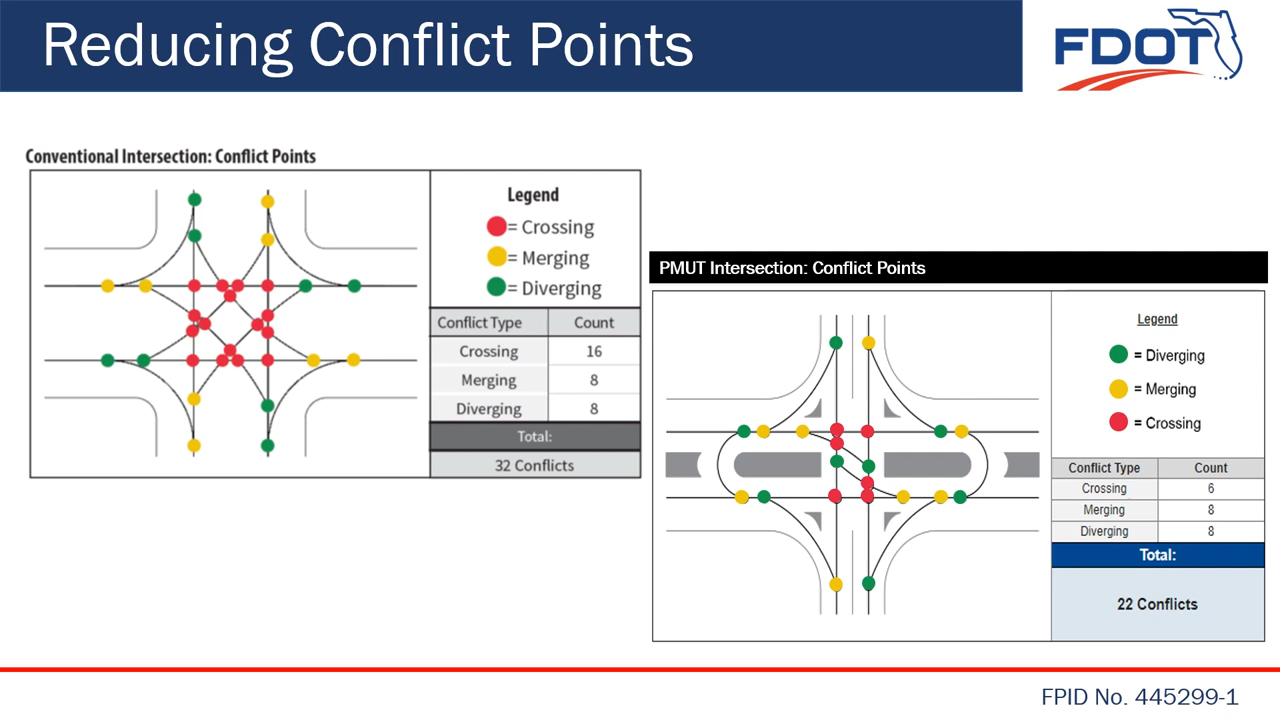 Reducing Conflict Points
FDOT
Conventional Intersection: Conflict Points
Legend
= Crossing
= Merging
= Diverging
Conflict Type Count
Crossing 16
Merging 8
Diverging 8
Total:
32 Conflicts
PMUT Intersection: Conflict Points
Legend
= Diverging
= Merging
= Crossing
Conflict Type Count
Crossing 6
Merging 8
Diverging 8
Total:
22 Conflicts
FPID No. 445299-1